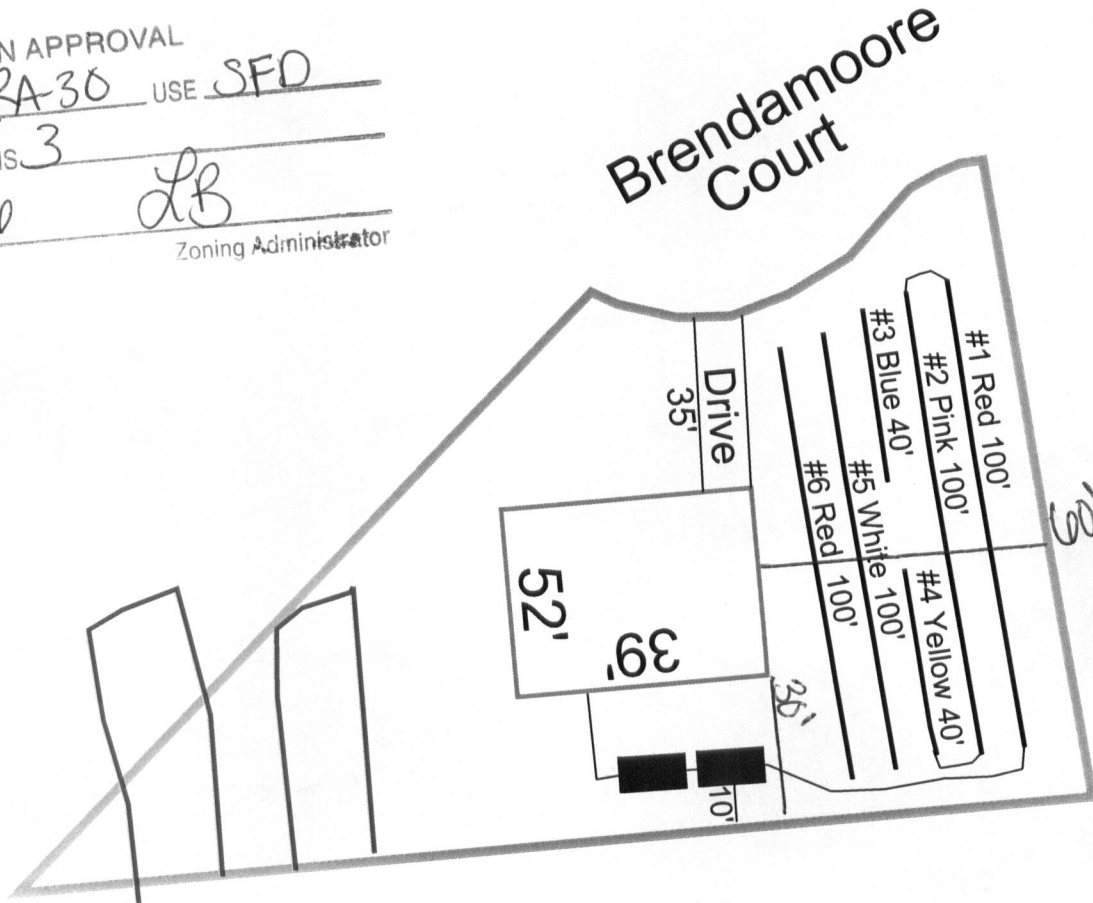 N APPROVAL
RA-30 USE SFD
3
LB
Zoning Administrator
Brendamoore
Court
#1 Red 100'
#2 Pink 100'
#3 Blue 40'
#4 Yellow 40'
#5 White 100'
#6 Red 100'
Drive
35'
52'
39'
30'
10'